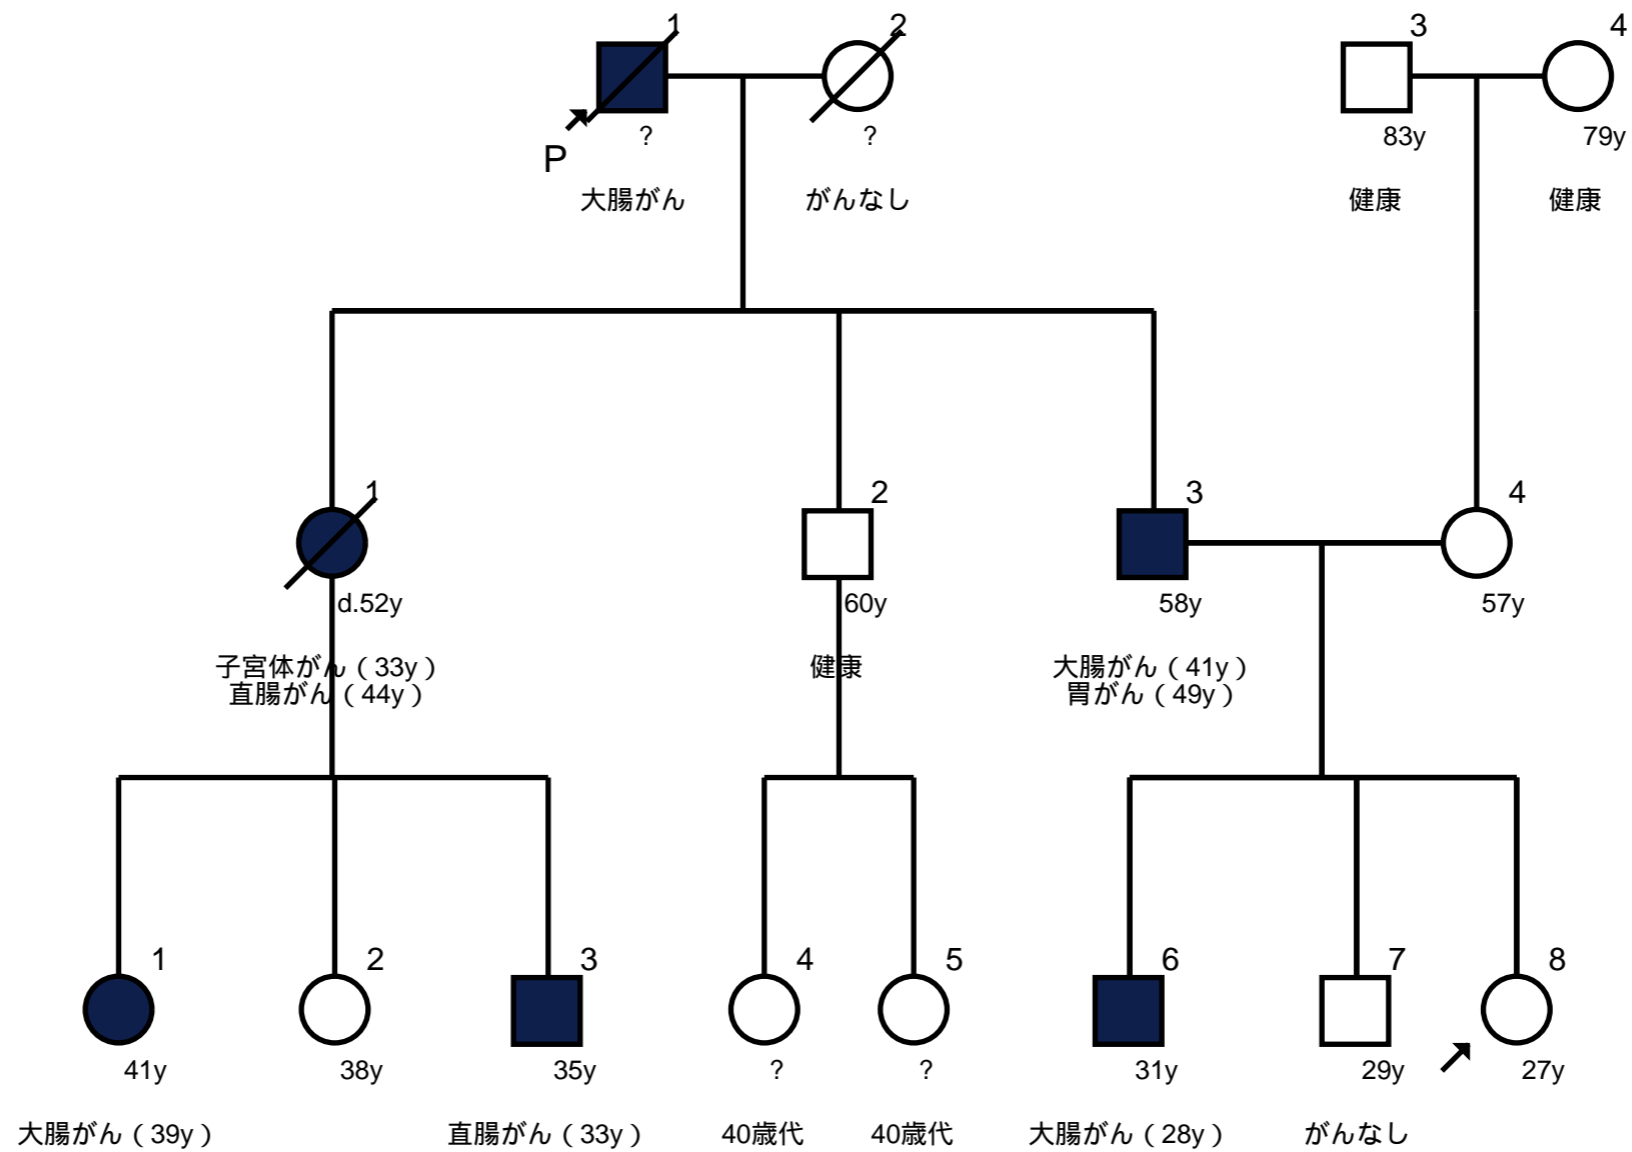 1 2 3 4
? ? 83y 79y
P
大腸がん がんなし 健康 健康
1 2 3 4
d.52y 60y 58y 57y
子宮体がん（33y） 健康 大腸がん（41y）
直腸がん（44y） 胃がん（49y）
1 2 3 4 5 6 7 8
41y 38y 35y ? ? 31y 29y 27y
大腸がん（39y） 直腸がん（33y） 40歳代 40歳代 大腸がん（28y） がんなし